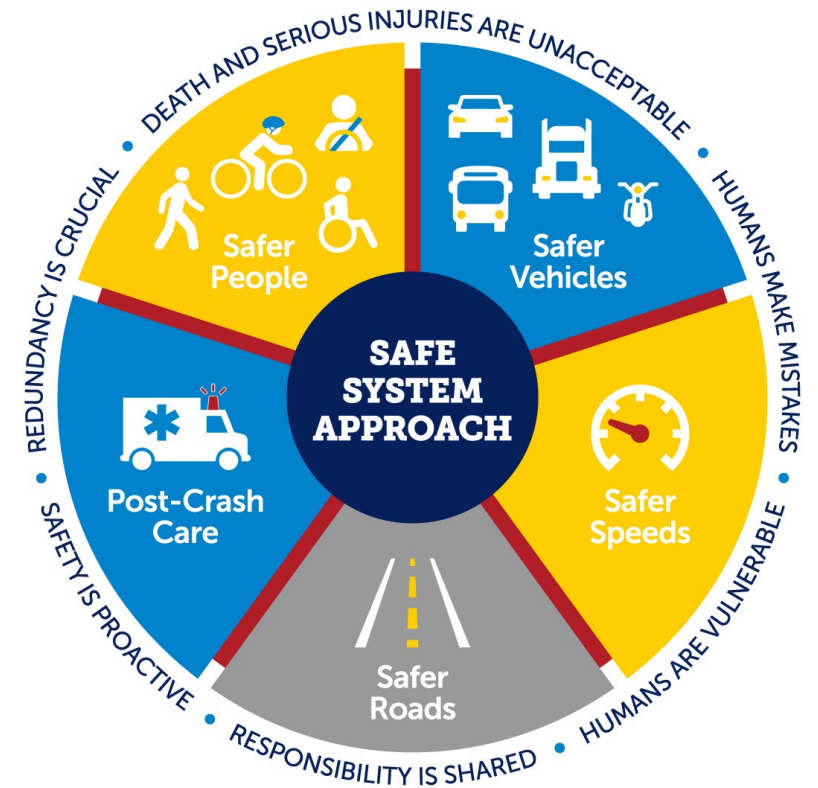 DEATH AND SERIOUS INJURIES ARE UNACCEPTABLE
HUMANS MAKE MISTAKES
HUMANS ARE VULNERABLE
RESPONSIBILITY IS SHARED
SAFETY IS PROACTIVE
REDUNDANCY IS CRUCIAL
Safer
People
Safer
Vehicles
SAFE
SYSTEM
APPROACH
Post-Crash
Care
Safer
Speeds
Safer
Roads